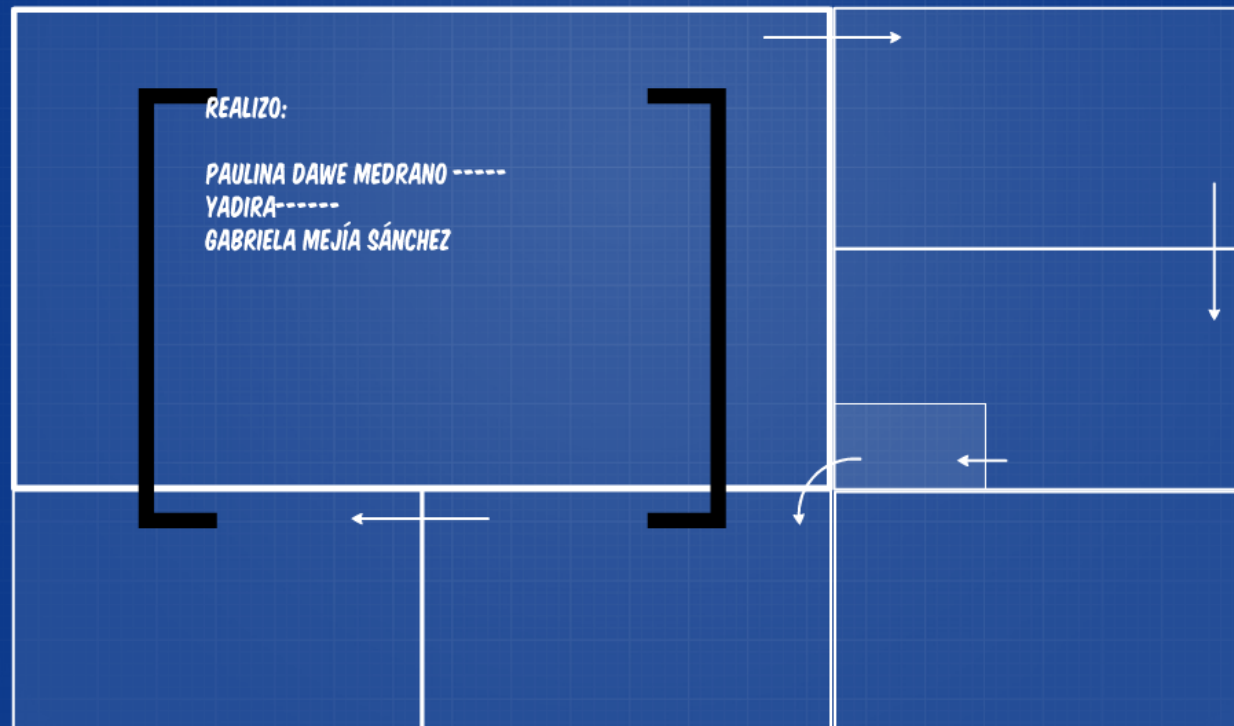 REALIZO:
PAULINA DAWE MEDRANO -----
YADIRA------
GABRIELA MEJÍA SÁNCHEZ